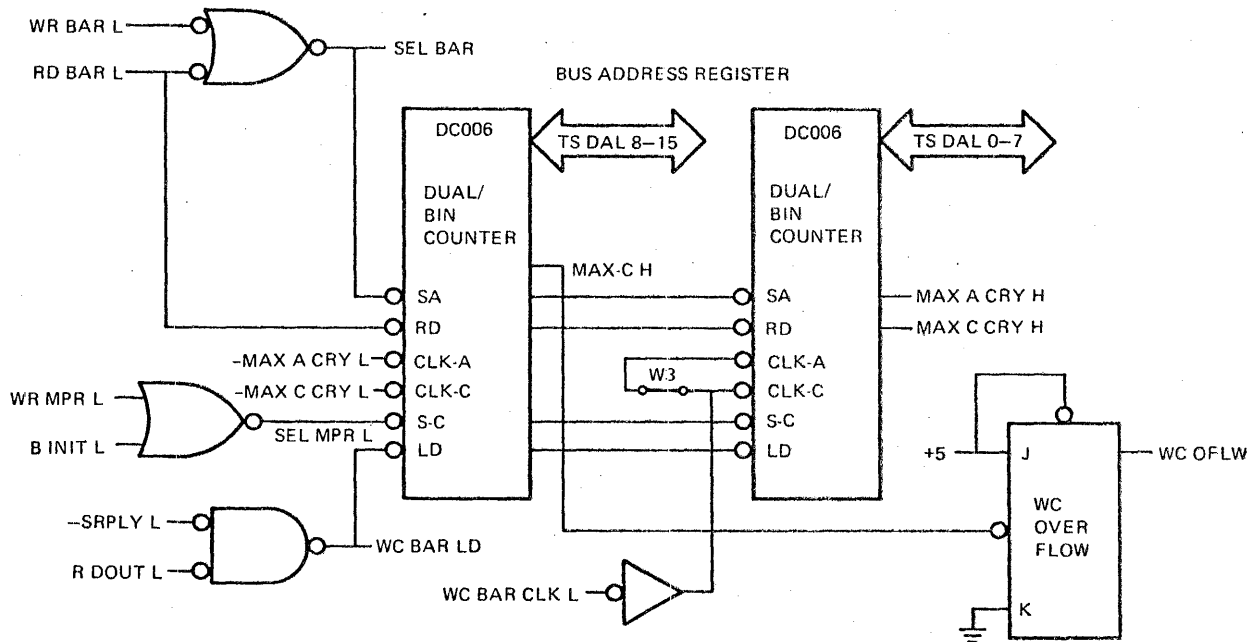 WR BAR L
RD BAR L
SEL BAR
BUS ADDRESS REGISTER
DC006
TS DAL 8–15
DUAL/
BIN
COUNTER
MAX-C H
SA
RD
–MAX A CRY L
CLK-A
–MAX C CRY L
CLK-C
S-C
LD
WR MPR L
B INIT L
SEL MPR L
–SRPLY L
R DOUT L
WC BAR LD
DC006
TS DAL 0–7
DUAL/
BIN
COUNTER
SA
RD
CLK-A
CLK-C
S-C
LD
MAX A CRY H
MAX C CRY H
W3
WC BAR CLK L
+5
J
WC OFLW
WC
OVER
FLOW
K